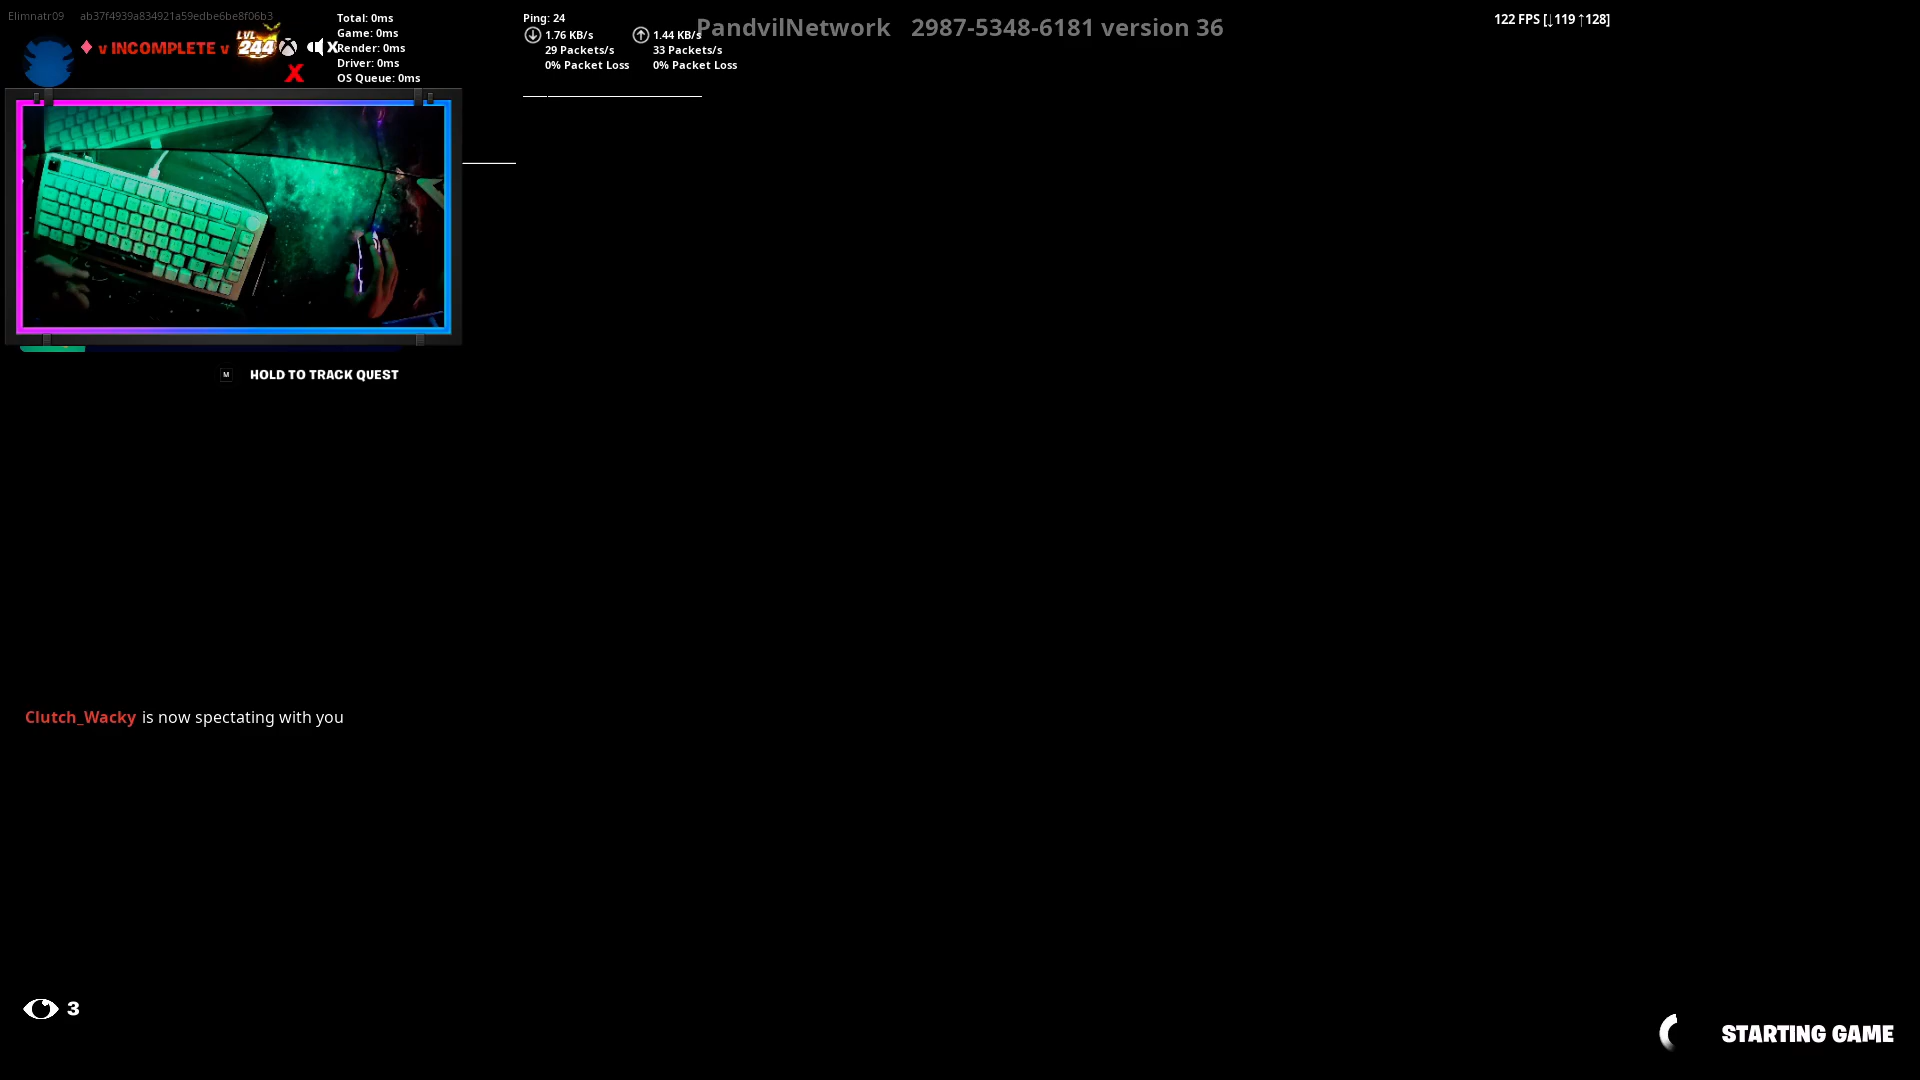 Elimnatr09 ab37f4939a834921a59edbe6be8f06b3
v INCOMPLETE v LVL 244 X
X
Total: 0ms
Game: 0ms
Render: 0ms
Driver: 0ms
OS Queue: 0ms
Ping: 24
1.76 KB/s 1.44 KB/s
29 Packets/s 33 Packets/s
0% Packet Loss 0% Packet Loss
PandvilNetwork 2987-5348-6181 version 36
122 FPS [↓119 ↑128]
M HOLD TO TRACK QUEST
Clutch_Wacky is now spectating with you
3
STARTING GAME